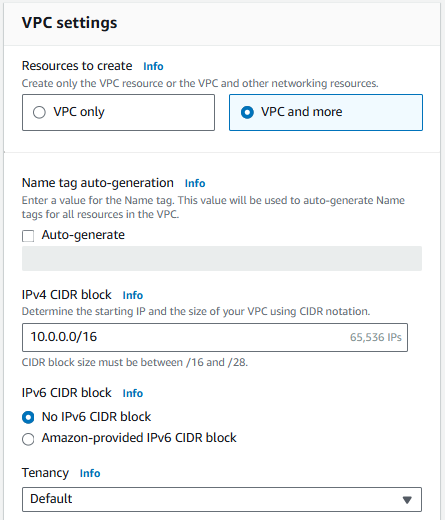 VPC settings
Resources to create Info
Create only the VPC resource or the VPC and other networking resources.
VPC only
VPC and more
Name tag auto-generation Info
Enter a value for the Name tag. This value will be used to auto-generate Name
tags for all resources in the VPC.
Auto-generate
IPv4 CIDR block Info
Determine the starting IP and the size of your VPC using CIDR notation.
10.0.0.0/16 65,536 IPs
CIDR block size must be between /16 and /28.
IPv6 CIDR block Info
No IPv6 CIDR block
Amazon-provided IPv6 CIDR block
Tenancy Info
Default